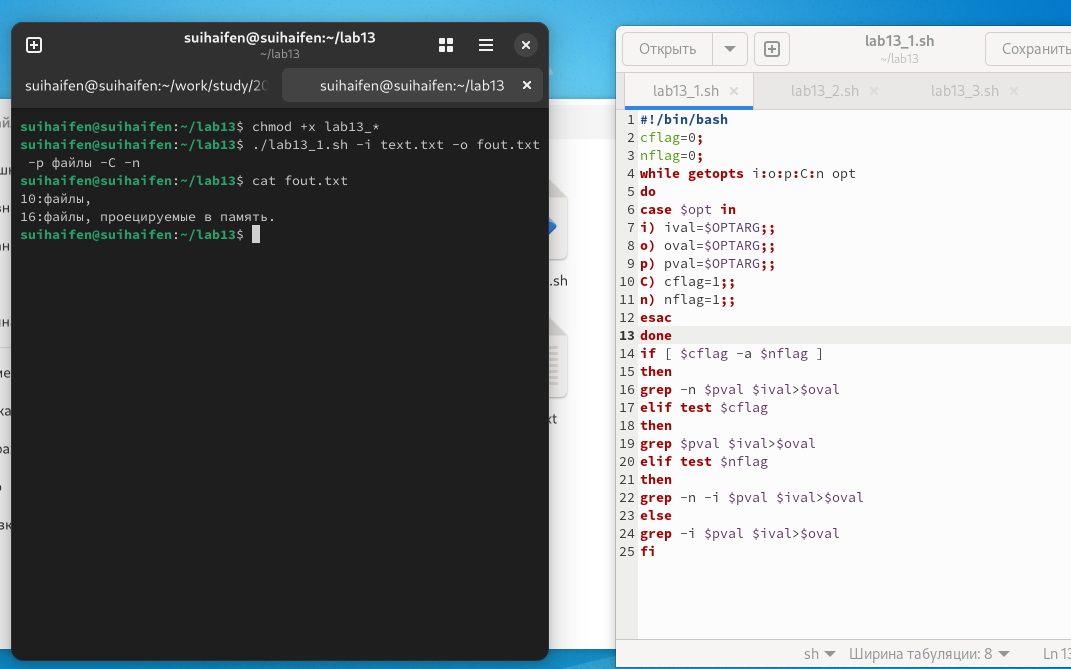 suihaifen@suihaifen:~/lab13
~/lab13
suihaifen@suihaifen:~/work/study/20
suihaifen@suihaifen:~/lab13
suihaifen@suihaifen:~/lab13$ chmod +x lab13_*
suihaifen@suihaifen:~/lab13$ ./lab13_1.sh -i text.txt -o fout.txt
-p файлы -C -n
suihaifen@suihaifen:~/lab13$ cat fout.txt
10:файлы,
16:файлы, проецируемые в память.
suihaifen@suihaifen:~/lab13$
.sh
Открыть
lab13_1.sh
~/lab13
Сохранить
lab13_1.sh
lab13_2.sh
lab13_3.sh
1 #!/bin/bash
2 cflag=0;
3 nflag=0;
4 while getopts i:o:p:C:n opt
5 do
6 case $opt in
7 i) ival=$OPTARG;;
8 o) oval=$OPTARG;;
9 p) pval=$OPTARG;;
10 C) cflag=1;;
11 n) nflag=1;;
12 esac
13 done
14 if [ $cflag -a $nflag ]
15 then
16 grep -n $pval $ival>$oval
17 elif test $cflag
18 then
19 grep $pval $ival>$oval
20 elif test $nflag
21 then
22 grep -n -i $pval $ival>$oval
23 else
24 grep -i $pval $ival>$oval
25 fi
sh
Ширина табуляции: 8
Ln 13